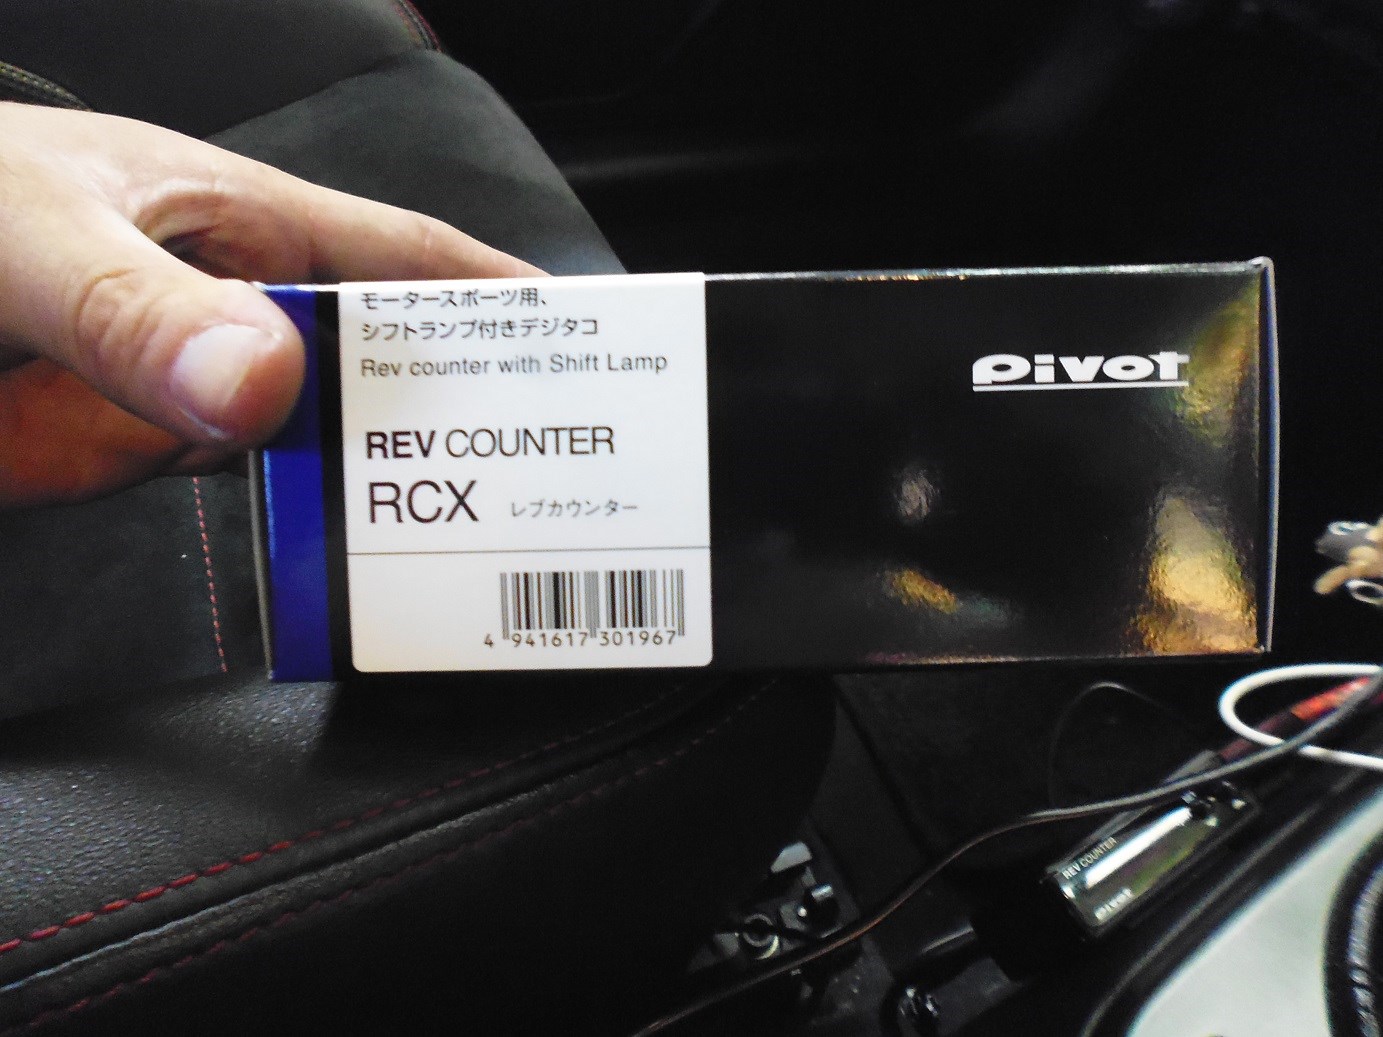 モータースポーツ用、
シフトランプ付きデジタコ
Rev counter with Shift Lamp
REV COUNTER
RCX レブカウンター
4 941617 301967
pivot
REV COUNTER
pivot